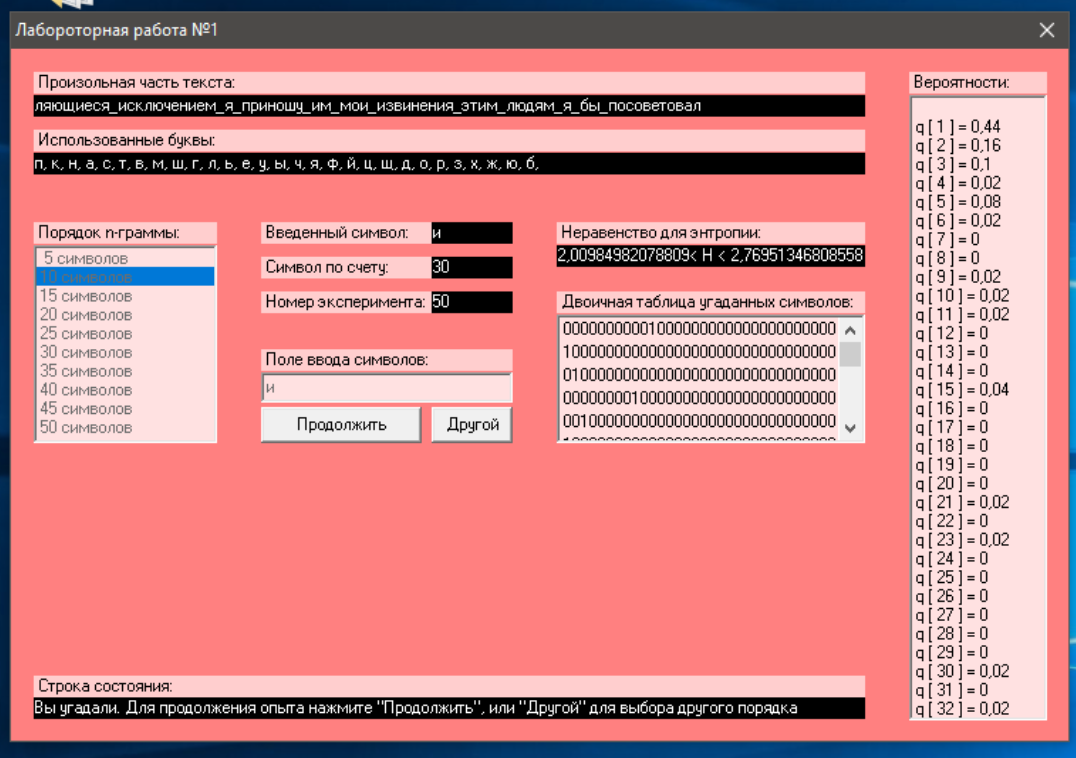 Лабороторная работа №1
Произольная часть текста:
ляющиеся_исключением_я_приношу_им_мои_извинения_этим_людям_я_бы_посоветовал
Использованные буквы:
п, к, н, а, с, т, в, м, ш, г, л, ь, е, у, ы, ч, я, ф, й, ц, щ, д, о, р, з, х, ж, ю, б,
Порядок n-граммы:
5 символов
10 символов
15 символов
20 символов
25 символов
30 символов
35 символов
40 символов
45 символов
50 символов
Введенный символ: и
Символ по счету: 30
Номер эксперимента: 50
Поле ввода символов:
и
Продолжить
Другой
Неравенство для энтропии:
2,00984982078809< H < 2,76951346808558
Двоичная таблица угаданных символов:
00000000001000000000000000000000
10000000000000000000000000000000
01000000000000000000000000000000
00000000100000000000000000000000
00100000000000000000000000000000
Вероятности:
q[ 1 ] = 0,44
q[ 2 ] = 0,16
q[ 3 ] = 0,1
q[ 4 ] = 0,02
q[ 5 ] = 0,08
q[ 6 ] = 0,02
q[ 7 ] = 0
q[ 8 ] = 0
q[ 9 ] = 0,02
q[ 10 ] = 0,02
q[ 11 ] = 0,02
q[ 12 ] = 0
q[ 13 ] = 0
q[ 14 ] = 0
q[ 15 ] = 0,04
q[ 16 ] = 0
q[ 17 ] = 0
q[ 18 ] = 0
q[ 19 ] = 0
q[ 20 ] = 0
q[ 21 ] = 0,02
q[ 22 ] = 0
q[ 23 ] = 0,02
q[ 24 ] = 0
q[ 25 ] = 0
q[ 26 ] = 0
q[ 27 ] = 0
q[ 28 ] = 0
q[ 29 ] = 0
q[ 30 ] = 0,02
q[ 31 ] = 0
q[ 32 ] = 0,02
Строка состояния:
Вы угадали. Для продолжения опыта нажмите "Продолжить", или "Другой" для выбора другого порядка